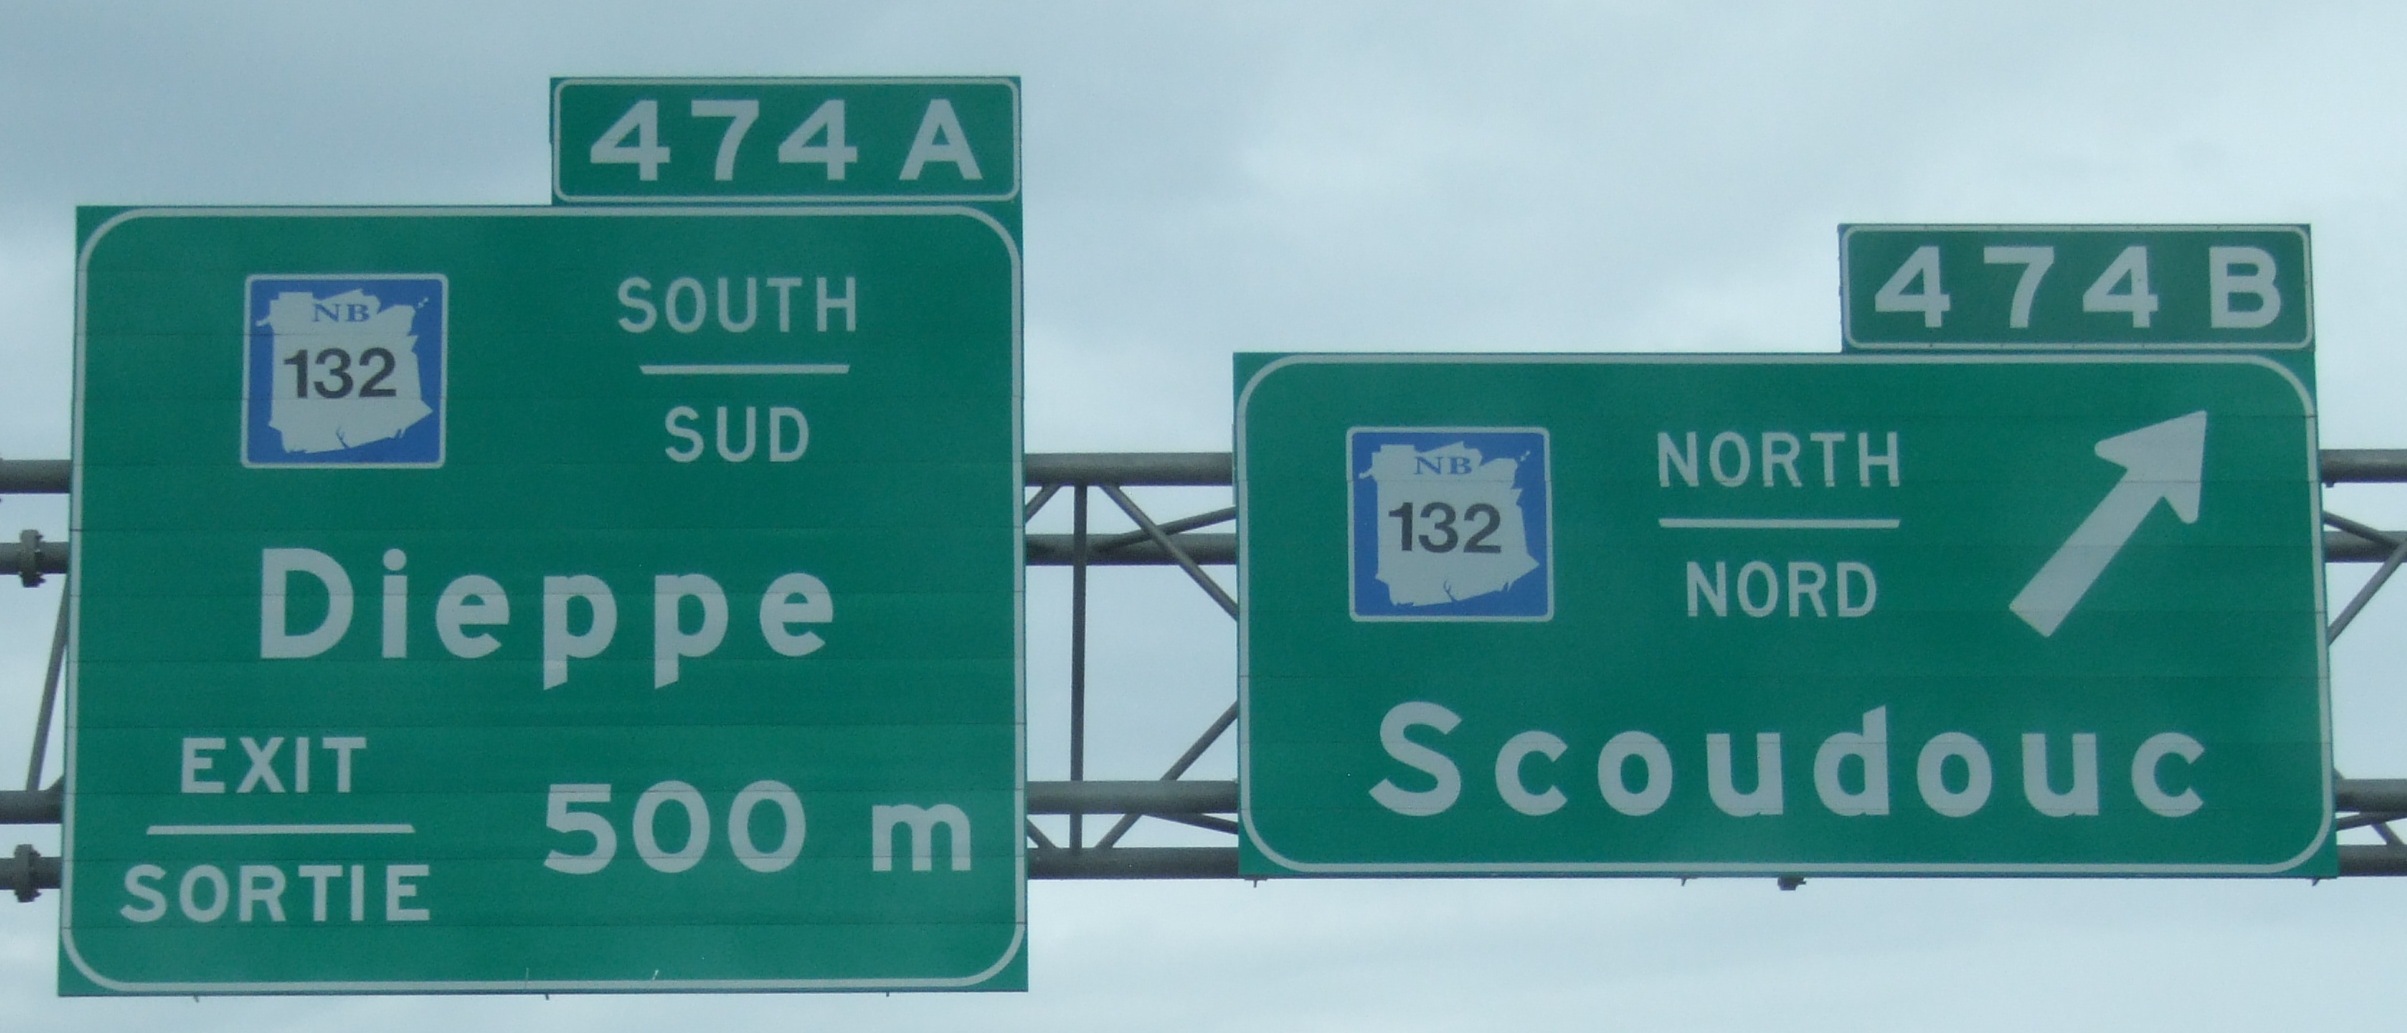 474 A
NB
132
SOUTH
SUD
Dieppe
EXIT
SORTIE
500 m
474 B
NB
132
NORTH
NORD
Scoudouc